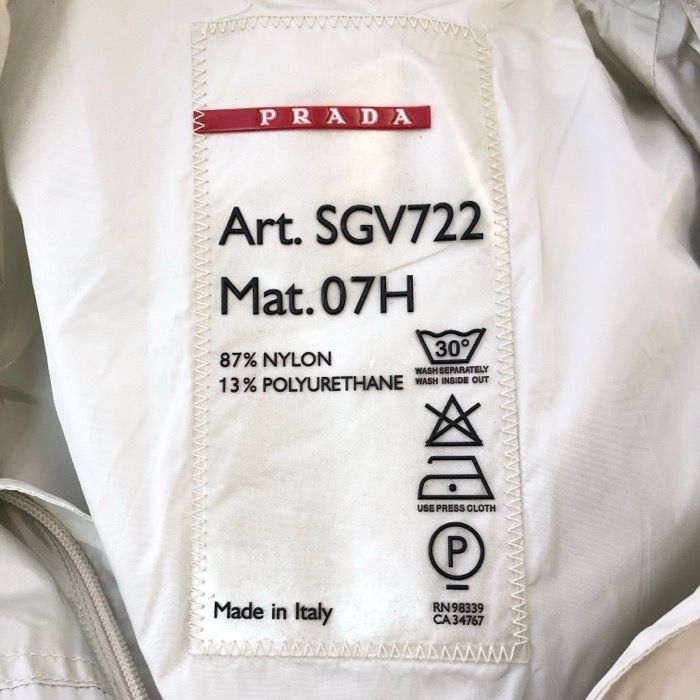 PRADA
Art. SGV722
Mat. 07H
87% NYLON
13% POLYURETHANE
30°
WASH SEPARATELY
WASH INSIDE OUT
USE PRESS CLOTH
P
Made in Italy
RN 98339
CA 34767